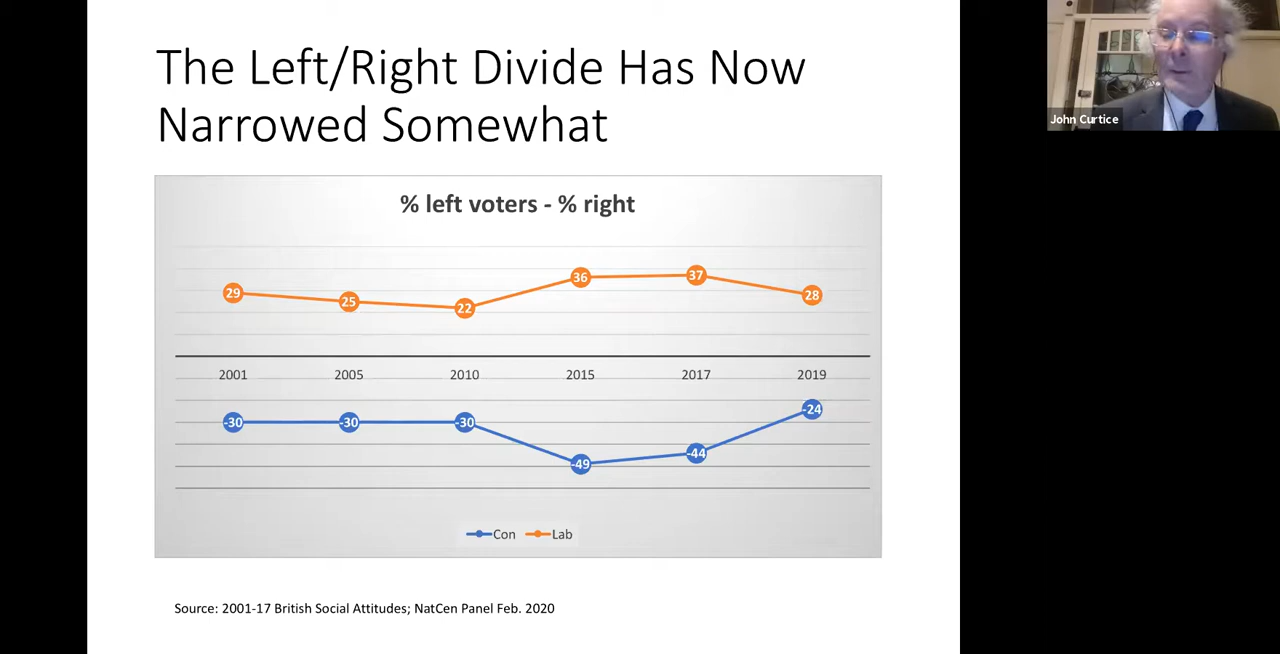 The Left/Right Divide Has Now
Narrowed Somewhat
John Curtice
% left voters - % right
29
25
22
36
37
28
2001 2005 2010 2015 2017 2019
-30
-30
-30
-49
-44
-24
Con Lab
Source: 2001-17 British Social Attitudes; NatCen Panel Feb. 2020